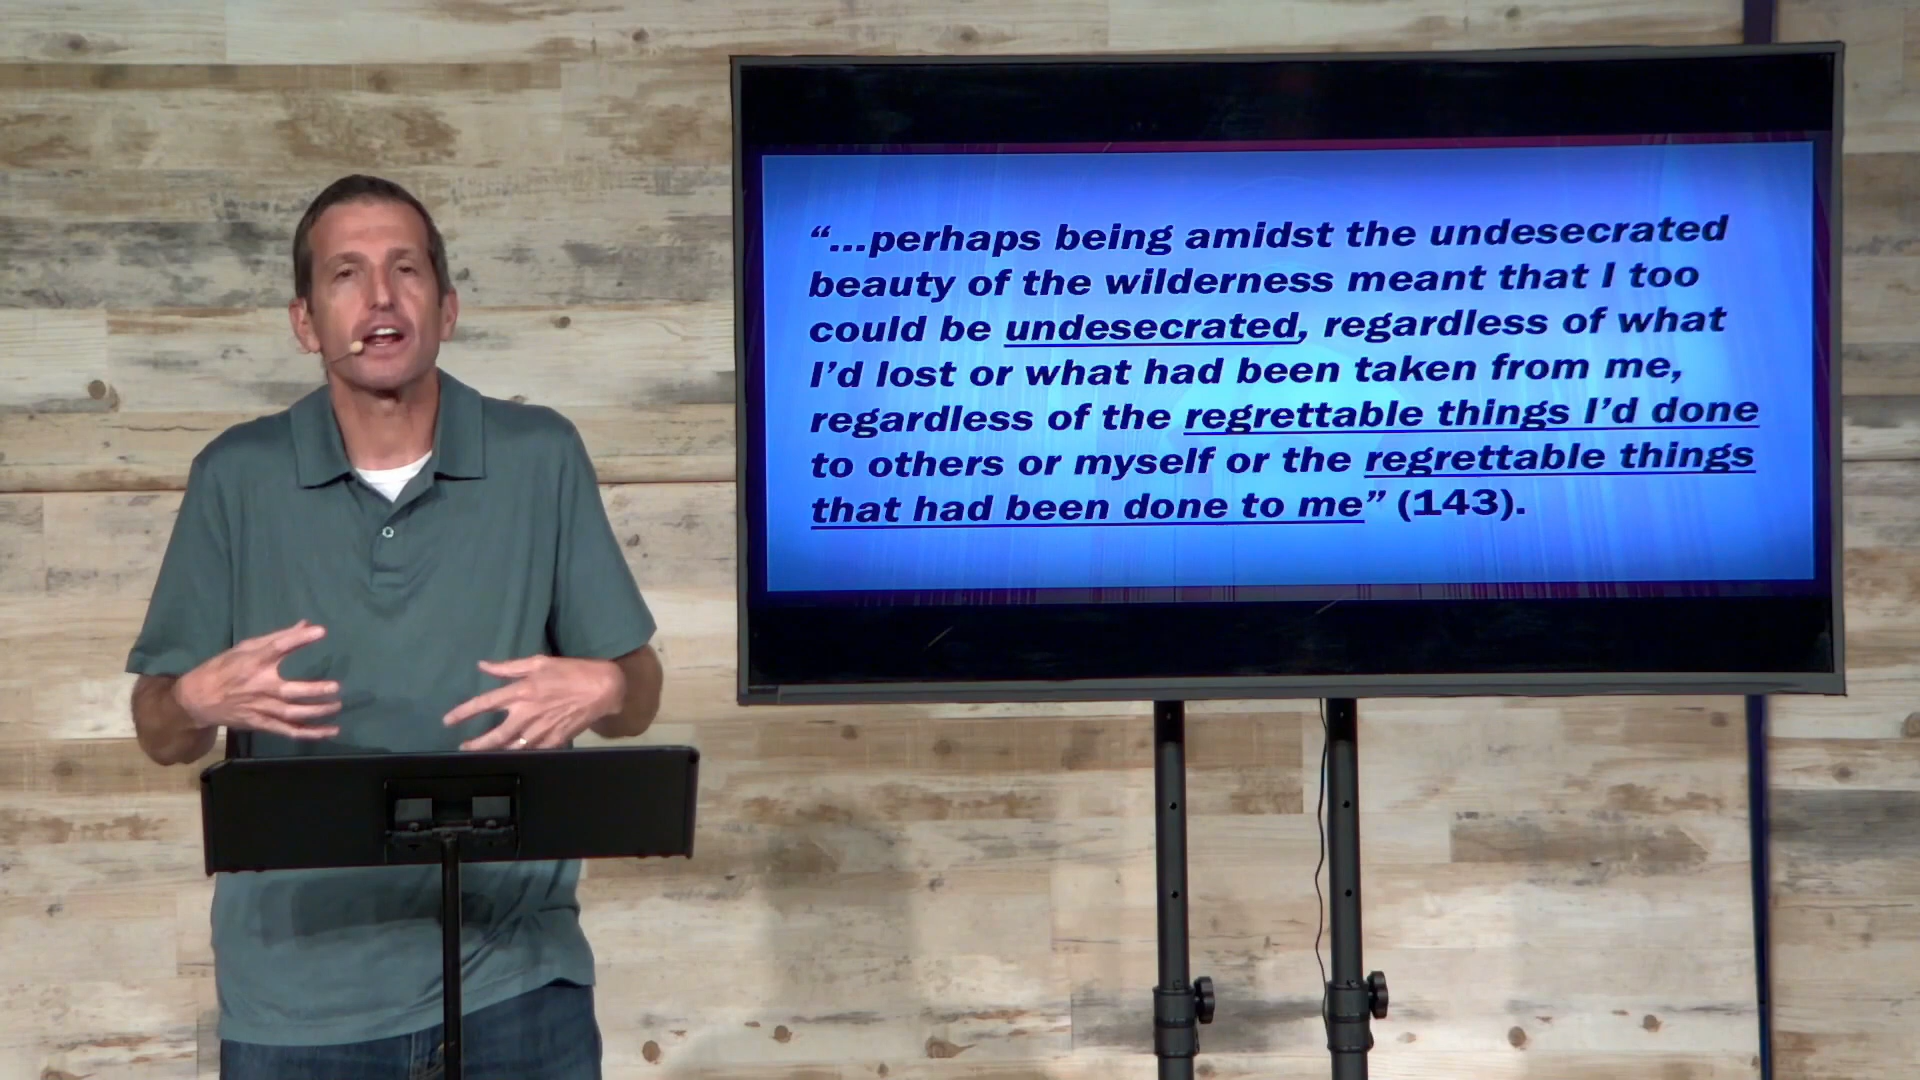 “...perhaps being amidst the undesecrated
beauty of the wilderness meant that I too
could be undesecrated, regardless of what
I’d lost or what had been taken from me,
regardless of the regrettable things I’d done
to others or myself or the regrettable things
that had been done to me” (143).